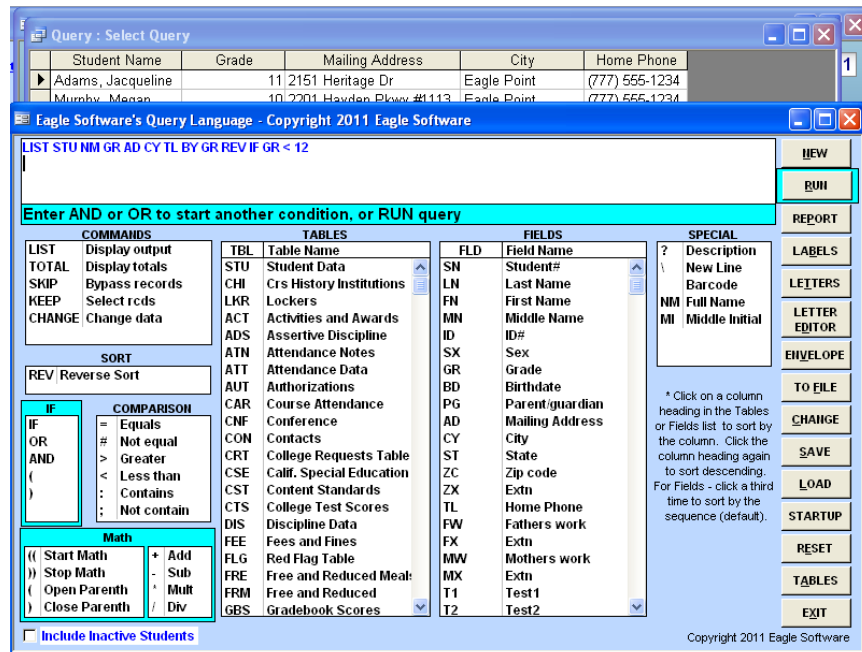 Query : Select Query
Student Name Grade Mailing Address City Home Phone
Adams, Jacqueline 11 2151 Heritage Dr Eagle Point (777) 555-1234
Murphy, Megan 10 2201 Hayden Pkwy #1113 Eagle Point (777) 555-1234
1
Eagle Software's Query Language - Copyright 2011 Eagle Software
LIST STU NM GR AD CY TL BY GR REV IF GR < 12
Enter AND or OR to start another condition, or RUN query
COMMANDS
LIST Display output
TOTAL Display totals
SKIP Bypass records
KEEP Select rcds
CHANGE Change data
SORT
REV Reverse Sort
IF
IF
OR
AND
(
)
COMPARISON
= Equals
# Not equal
> Greater
< Less than
: Contains
; Not contain
Math
(( Start Math + Add
)) Stop Math - Sub
( Open Parenth * Mult
) Close Parenth / Div
Include Inactive Students
TABLES
TBL Table Name
STU Student Data
CHI Crs History Institutions
LKR Lockers
ACT Activities and Awards
ADS Assertive Discipline
ATN Attendance Notes
ATT Attendance Data
AUT Authorizations
CAR Course Attendance
CNF Conference
CON Contacts
CRT College Requests Table
CSE Calif. Special Education
CST Content Standards
CTS College Test Scores
DIS Discipline Data
FEE Fees and Fines
FLG Red Flag Table
FRE Free and Reduced Meals
FRM Free and Reduced
GBS Gradebook Scores
FIELDS
FLD Field Name
SN Student#
LN Last Name
FN First Name
MN Middle Name
ID ID#
SX Sex
GR Grade
BD Birthdate
PG Parent/guardian
AD Mailing Address
CY City
ST State
ZC Zip code
ZX Extn
TL Home Phone
FW Fathers work
FX Extn
MW Mothers work
MX Extn
T1 Test1
T2 Test2
SPECIAL
? Description
\ New Line
Barcode
NM Full Name
MI Middle Initial
* Click on a column
heading in the Tables
or Fields list to sort by
the column. Click the
column heading again
to sort descending.
For Fields - click a third
time to sort by the
sequence (default).
NEW
RUN
REPORT
LABELS
LETTERS
LETTER
EDITOR
ENVELOPE
TO FILE
CHANGE
SAVE
LOAD
STARTUP
RESET
TABLES
EXIT
Copyright 2011 Eagle Software